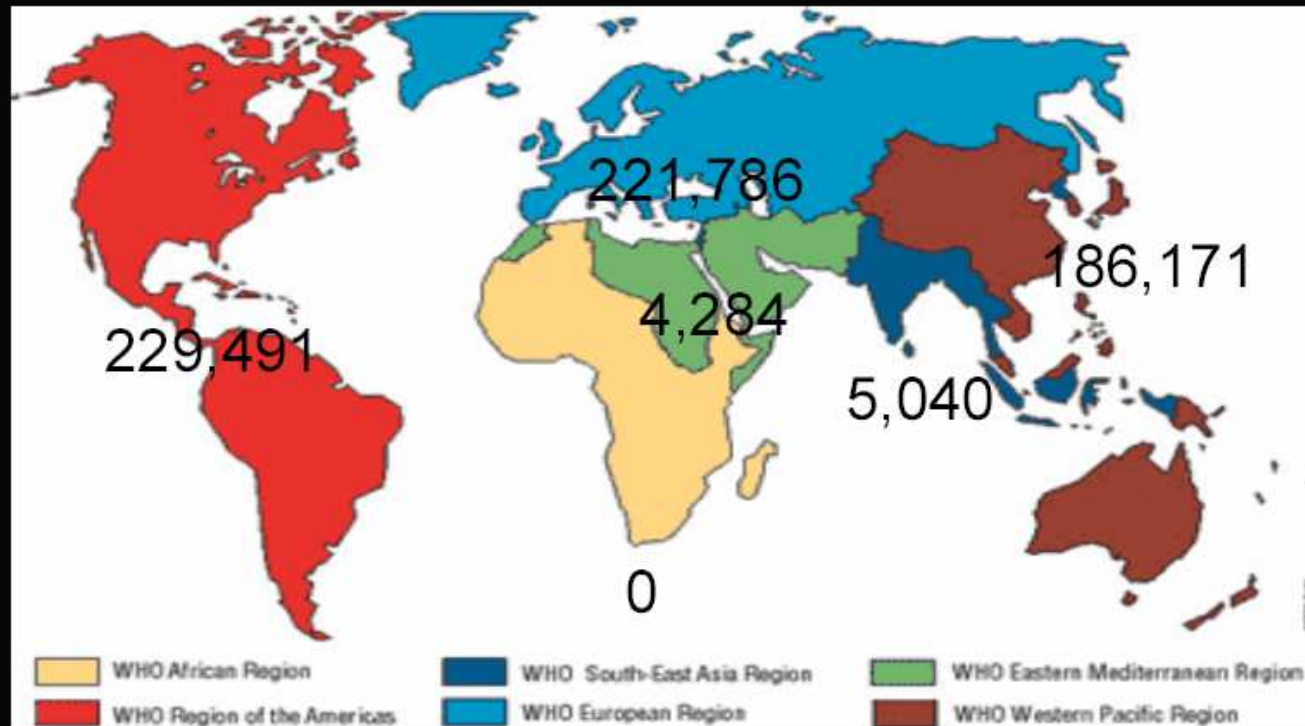 221,786
186,171
4,284
229,491
5,040
0
WHO African Region
WHO South-East Asia Region
WHO Eastern Mediterranean Region
WHO Region of the Americas
WHO European Region
WHO Western Pacific Region